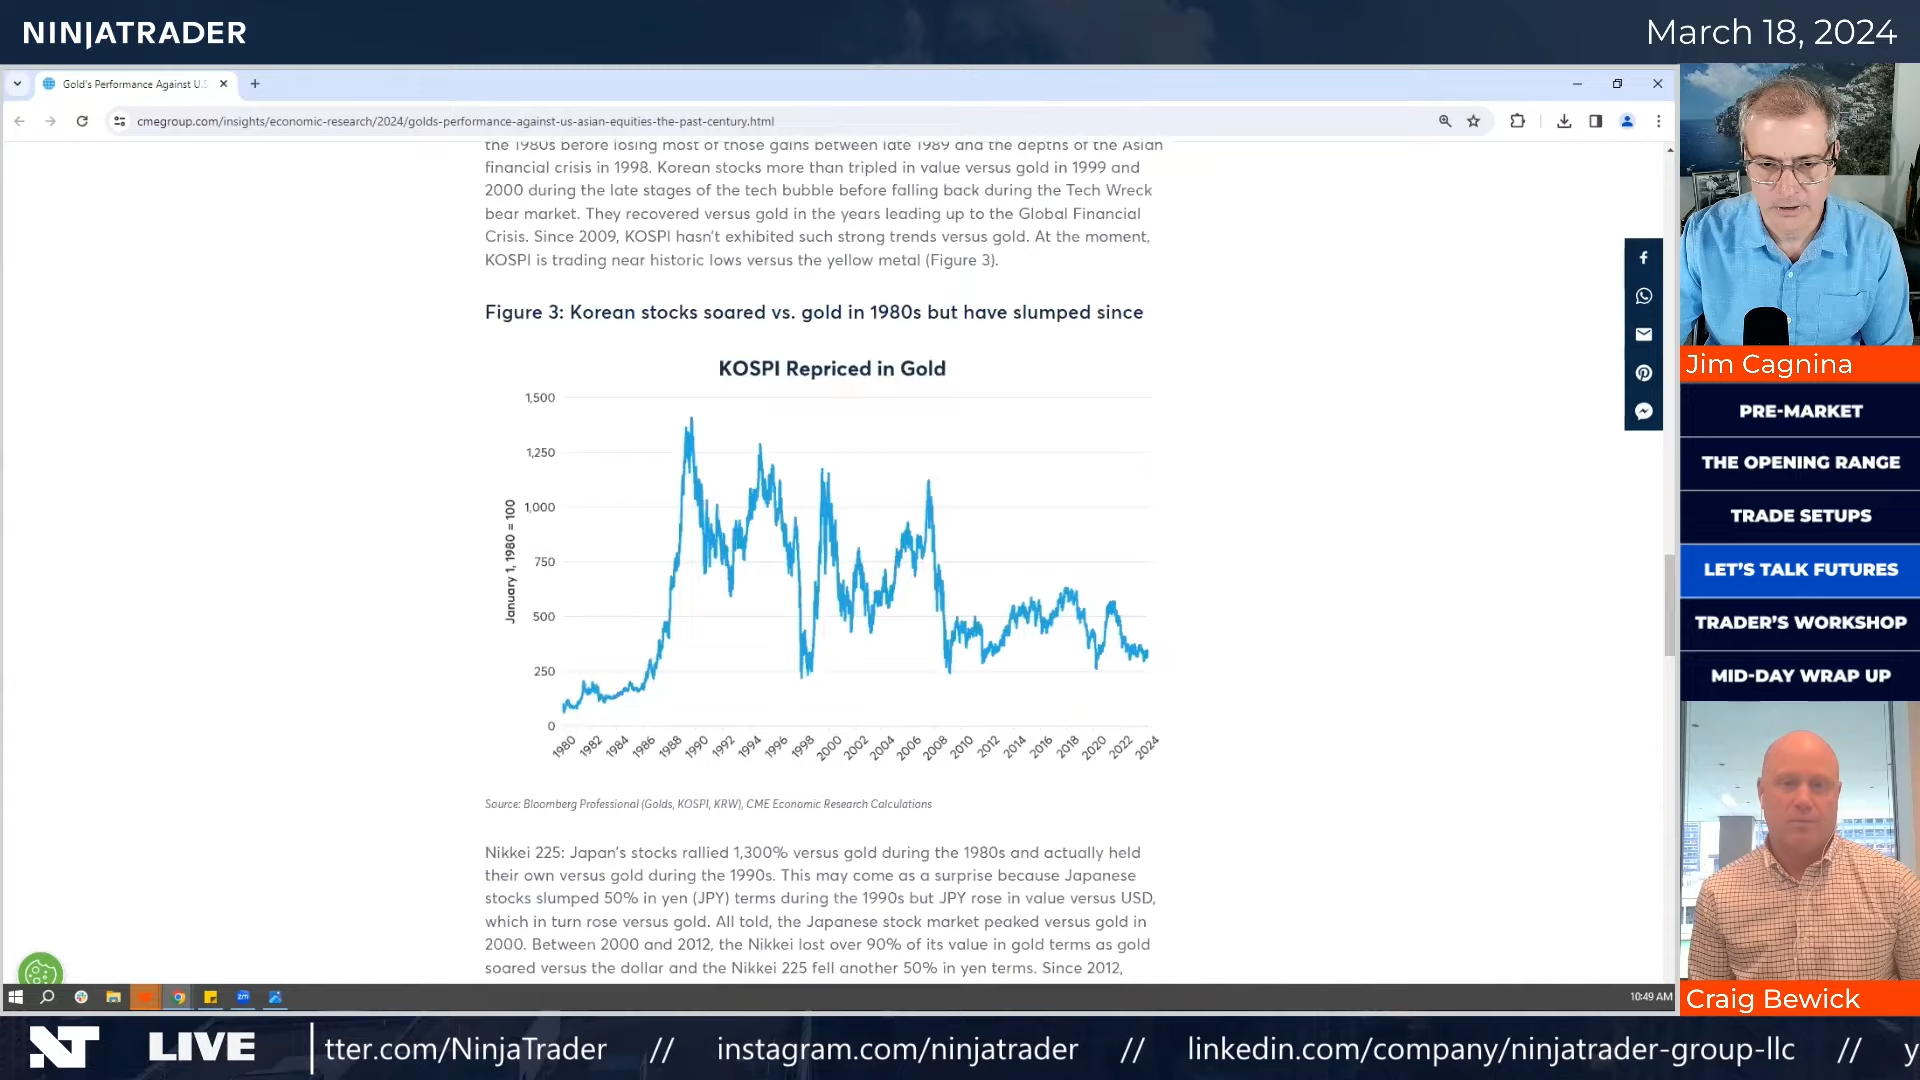 NINJATRADER
March 18, 2024
Gold's Performance Against U.S
cmegroup.com/insights/economic-research/2024/golds-performance-against-us-asian-equities-the-past-century.html
the 1980s before losing most of those gains between late 1989 and the depths of the Asian
financial crisis in 1998. Korean stocks more than tripled in value versus gold in 1999 and
2000 during the late stages of the tech bubble before falling back during the Tech Wreck
bear market. They recovered versus gold in the years leading up to the Global Financial
Crisis. Since 2009, KOSPI hasn't exhibited such strong trends versus gold. At the moment,
KOSPI is trading near historic lows versus the yellow metal (Figure 3).
Figure 3: Korean stocks soared vs. gold in 1980s but have slumped since
KOSPI Repriced in Gold
January 1, 1980 = 100
1,500
1,250
1,000
750
500
250
0
1980 1982 1984 1986 1988 1990 1992 1994 1996 1998 2000 2002 2004 2006 2008 2010 2012 2014 2016 2018 2020 2022 2024
Source: Bloomberg Professional (Golds, KOSPI, KRW), CME Economic Research Calculations
Nikkei 225: Japan's stocks rallied 1,300% versus gold during the 1980s and actually held
their own versus gold during the 1990s. This may come as a surprise because Japanese
stocks slumped 50% in yen (JPY) terms during the 1990s but JPY rose in value versus USD,
which in turn rose versus gold. All told, the Japanese stock market peaked versus gold in
2000. Between 2000 and 2012, the Nikkei lost over 90% of its value in gold terms as gold
soared versus the dollar and the Nikkei 225 fell another 50% in yen terms. Since 2012,
zm
10:49 AM
Jim Cagnina
PRE-MARKET
THE OPENING RANGE
TRADE SETUPS
LET'S TALK FUTURES
TRADER'S WORKSHOP
MID-DAY WRAP UP
Craig Bewick
NT LIVE
tter.com/NinjaTrader // instagram.com/ninjatrader // linkedin.com/company/ninjatrader-group-llc // y